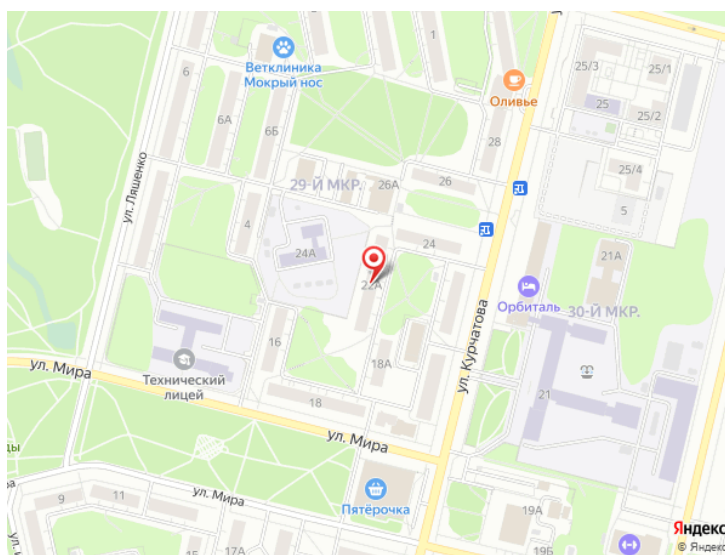 1
25/3
25/1
Ветклиника
Мокрый нос
6
Оливье
25
25/2
6А
6Б
28
ул. Ляшенко
25/4
29-Й МКР.
26А
26
5
4
24А
24
21А
22А
Орбиталь
30-Й МКР.
ул. Курчатова
16
Технический
лицей
18А
ул. Мира
21
18
ул. Мира
9
11
ул. Мира
Пятёрочка
19А
17А
19Б
Яндекс
© Яндекс